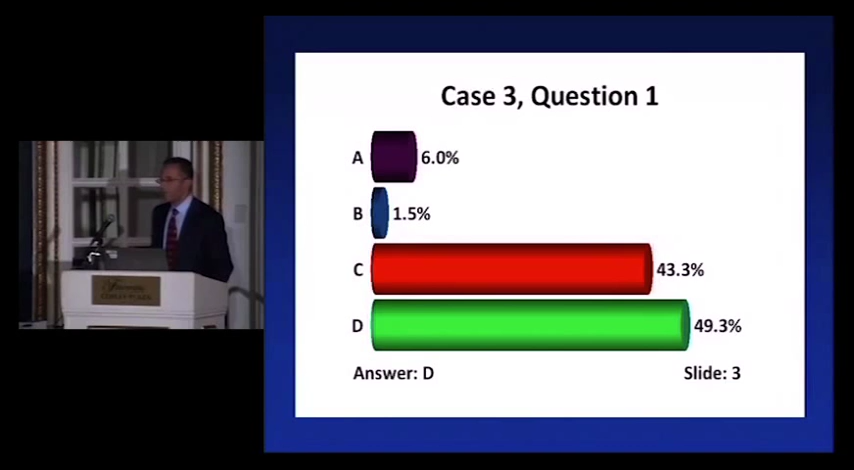 Case 3, Question 1
A 6.0%
B 1.5%
C 43.3%
D 49.3%
Answer: D Slide: 3